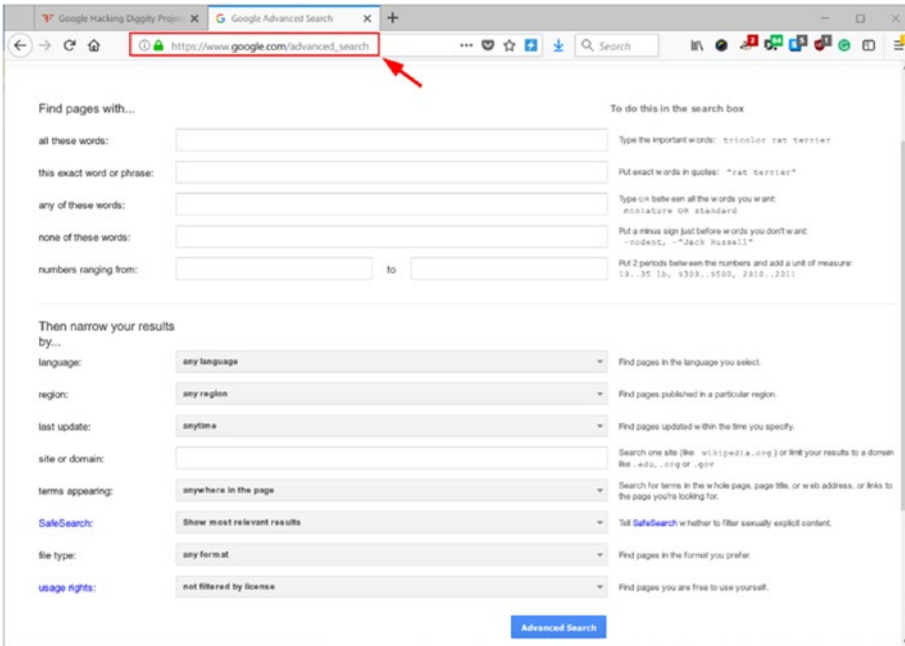 Google Hacking Diggity Proje
Google Advanced Search
https://www.google.com/advanced_search
Search
2
64
5
1
Find pages with...
To do this in the search box
all these words:
Type the important words: tricolor rat terrier
this exact word or phrase:
Put exact words in quotes: "rat terrier"
any of these words:
Type OR between all the words you want:
miniature OR standard
none of these words:
Put a minus sign just before words you don't want:
-rodent, -"Jack Russell"
numbers ranging from:
to
Put 2 periods between the numbers and add a unit of measure:
10..35 lb, $300..$500, 2010..2011
Then narrow your results
by...
language:
any language
Find pages in the language you select.
region:
any region
Find pages published in a particular region.
last update:
anytime
Find pages updated within the time you specify.
site or domain:
Search one site (like wikipedia.org ) or limit your results to a domain
like .edu, .org or .gov
terms appearing:
anywhere in the page
Search for terms in the whole page, page title, or web address, or links to
the page you're looking for.
SafeSearch:
Show most relevant results
Tell SafeSearch whether to filter sexually explicit content.
file type:
any format
Find pages in the format you prefer.
usage rights:
not filtered by license
Find pages you are free to use yourself.
Advanced Search